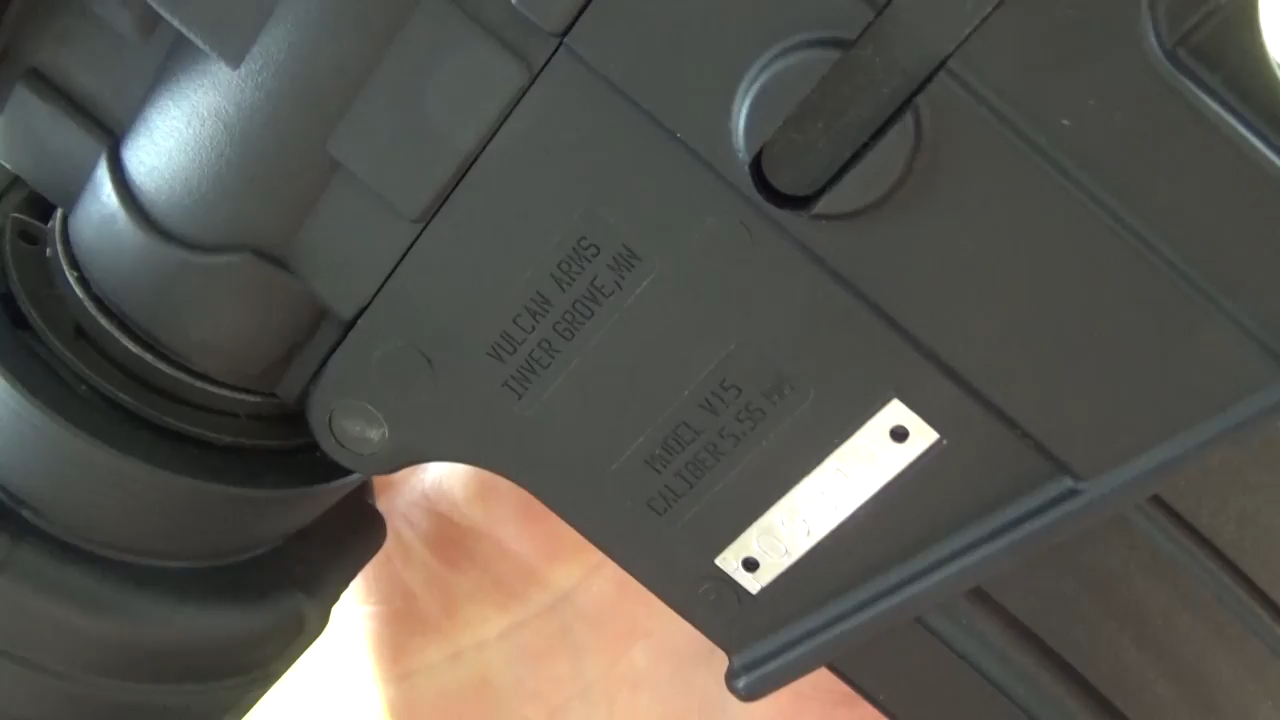 VULCAN ARMS
INVER GROVE, MN
MODEL V15
CALIBER 5.56